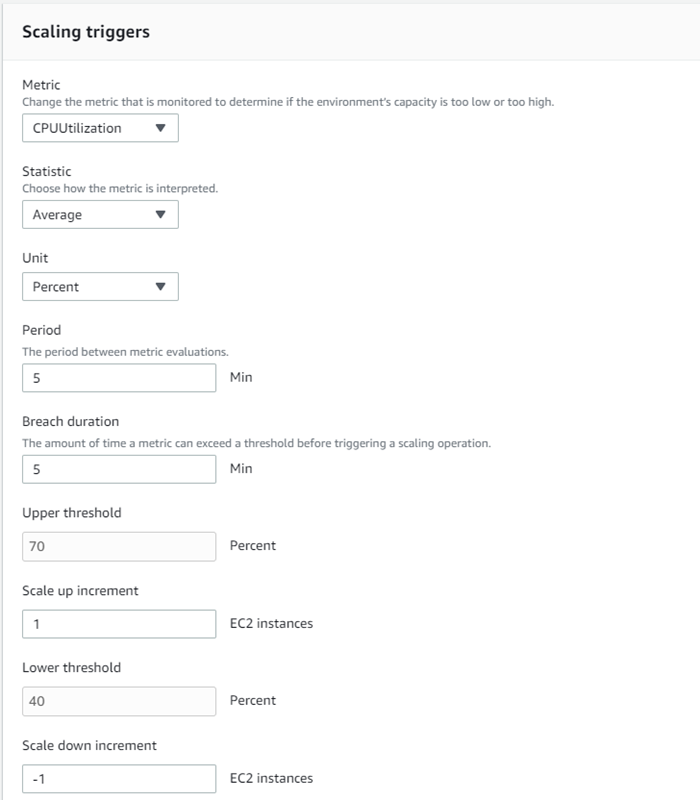 Scaling triggers
Metric
Change the metric that is monitored to determine if the environment's capacity is too low or too high.
CPUUtilization
Statistic
Choose how the metric is interpreted.
Average
Unit
Percent
Period
The period between metric evaluations.
5 Min
Breach duration
The amount of time a metric can exceed a threshold before triggering a scaling operation.
5 Min
Upper threshold
70 Percent
Scale up increment
1 EC2 instances
Lower threshold
40 Percent
Scale down increment
-1 EC2 instances